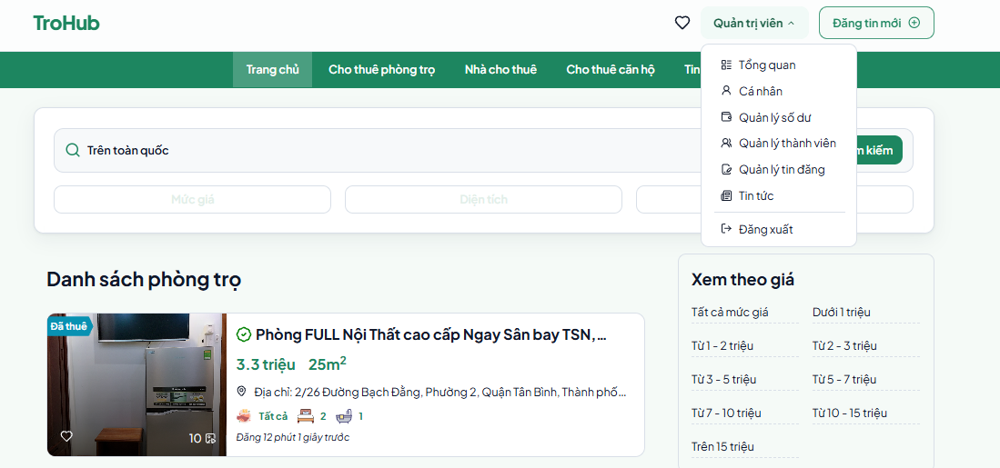 TroHub
Quản trị viên
Đăng tin mới
Trang chủ
Cho thuê phòng trọ
Nhà cho thuê
Cho thuê căn hộ
Tin
Tổng quan
Cá nhân
Quản lý số dư
Quản lý thành viên
Quản lý tin đăng
Tin tức
Đăng xuất
Trên toàn quốc
m kiếm
Mức giá
Diện tích
Danh sách phòng trọ
Đã thuê
10
Phòng FULL Nội Thất cao cấp Ngay Sân bay TSN,...
3.3 triệu 25m²
Địa chỉ: 2/26 Đường Bạch Đằng, Phường 2, Quận Tân Bình, Thành phố...
Tất cả 2 1
Đăng 12 phút 1 giây trước
Xem theo giá
Tất cả mức giá
Dưới 1 triệu
Từ 1 - 2 triệu
Từ 2 - 3 triệu
Từ 3 - 5 triệu
Từ 5 - 7 triệu
Từ 7 - 10 triệu
Từ 10 - 15 triệu
Trên 15 triệu